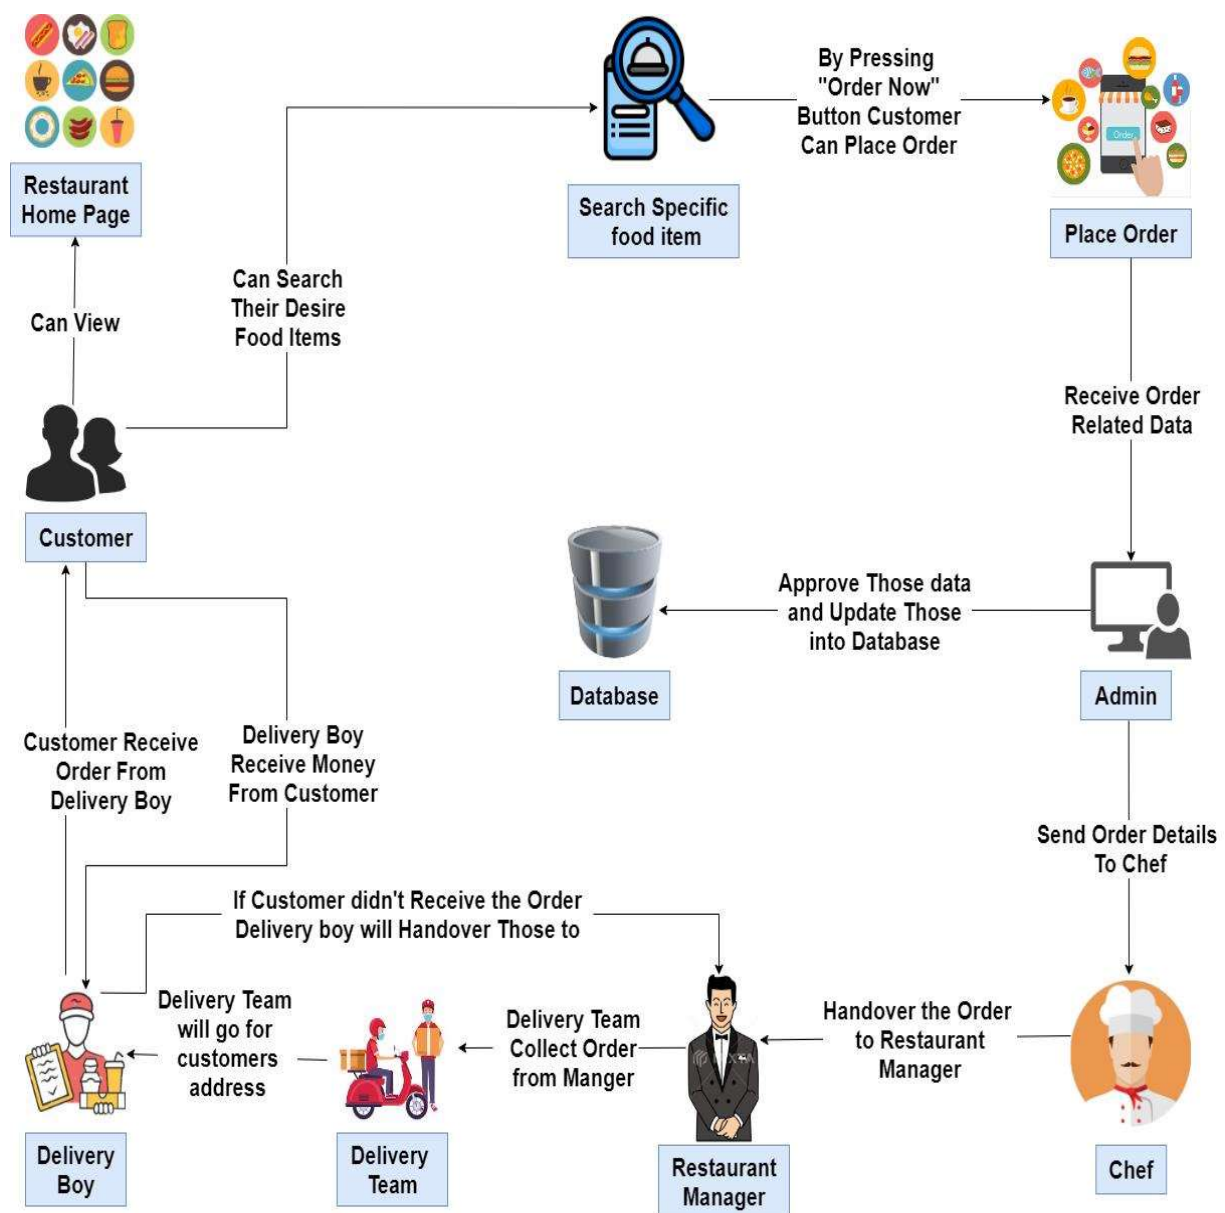 Restaurant
Home Page
Can View
Customer
Can Search
Their Desire
Food Items
Search Specific
food item
By Pressing
"Order Now"
Button Customer
Can Place Order
Order
Place Order
Receive Order
Related Data
Admin
Approve Those data
and Update Those
into Database
Database
Send Order Details
To Chef
Chef
Handover the Order
to Restaurant
Manager
Restaurant
Manager
Delivery Team
Collect Order
from Manger
Delivery
Team
Delivery Team
will go for
customers
address
Delivery
Boy
If Customer didn't Receive the Order
Delivery boy will Handover Those to
Customer Receive
Order From
Delivery Boy
Delivery Boy
Receive Money
From Customer